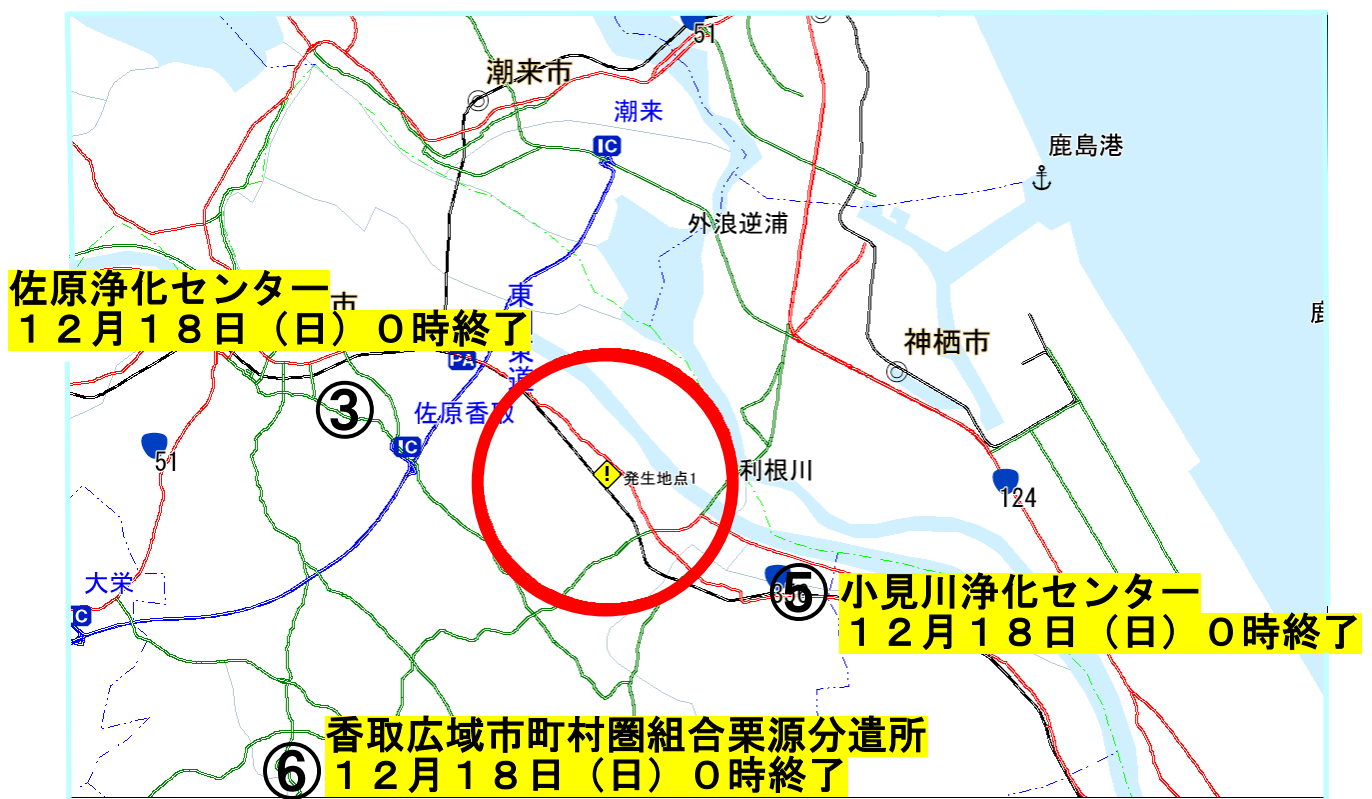 51
潮来市
潮来
IC
鹿島港
外浪逆浦
佐原浄化センター
市
１２月１８日（日）０時終了
東
東
道
PA
神栖市
③
佐原香取
IC
51
発生地点1
利根川
124
大栄
IC
⑤
小見川浄化センター
１２月１８日（日）０時終了
香取広域市町村圏組合栗源分遣所
⑥
１２月１８日（日）０時終了